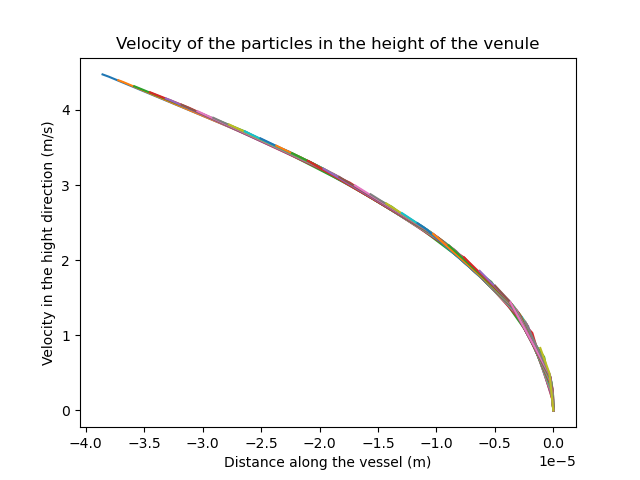 Velocity of the particles in the height of the venule
Velocity in the hight direction (m/s)
4
3
2
1
0
−4.0 −3.5 −3.0 −2.5 −2.0 −1.5 −1.0 −0.5 0.0
1e−5
Distance along the vessel (m)